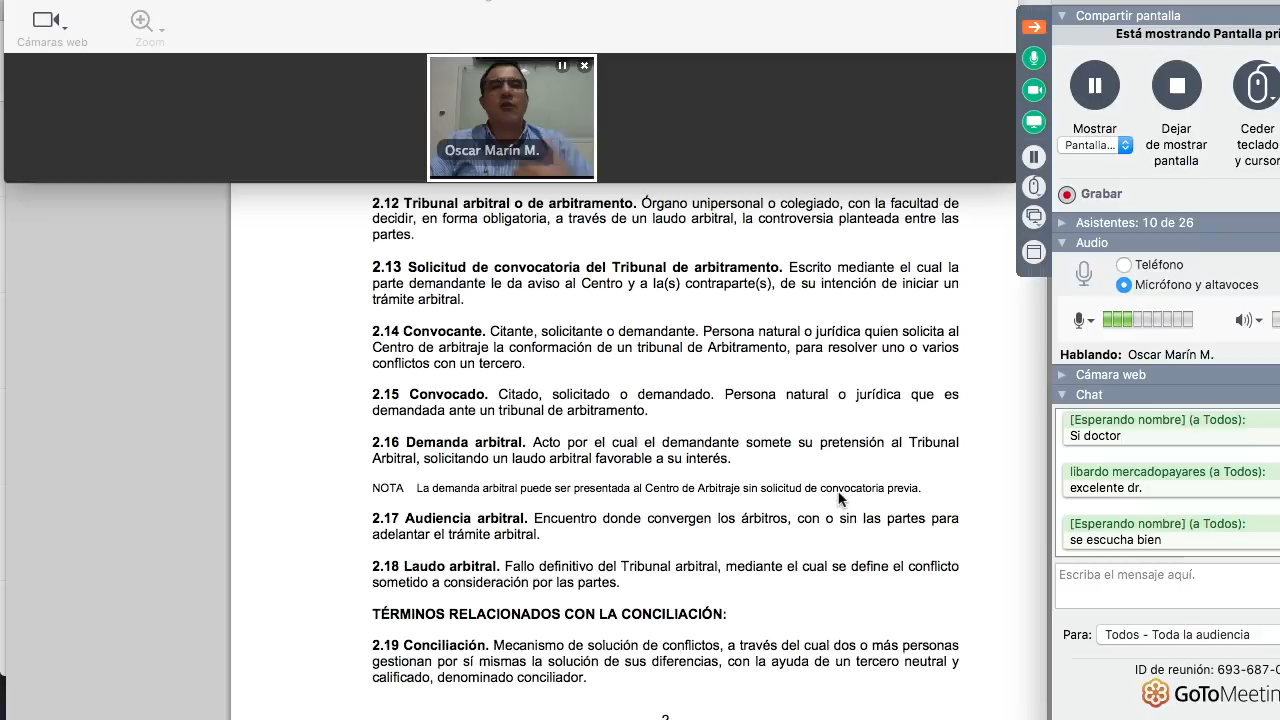 Cámaras web
Zoom
Oscar Marín M.
2.12 Tribunal arbitral o de arbitramento. Órgano unipersonal o colegiado, con la facultad de
decidir, en forma obligatoria, a través de un laudo arbitral, la controversia planteada entre las
partes.
2.13 Solicitud de convocatoria del Tribunal de arbitramento. Escrito mediante el cual la
parte demandante le da aviso al Centro y a la(s) contraparte(s), de su intención de iniciar un
trámite arbitral.
2.14 Convocante. Citante, solicitante o demandante. Persona natural o jurídica quien solicita al
Centro de arbitraje la conformación de un tribunal de Arbitramento, para resolver uno o varios
conflictos con un tercero.
2.15 Convocado. Citado, solicitado o demandado. Persona natural o jurídica que es
demandada ante un tribunal de arbitramento.
2.16 Demanda arbitral. Acto por el cual el demandante somete su pretensión al Tribunal
Arbitral, solicitando un laudo arbitral favorable a su interés.
NOTA La demanda arbitral puede ser presentada al Centro de Arbitraje sin solicitud de convocatoria previa.
2.17 Audiencia arbitral. Encuentro donde convergen los árbitros, con o sin las partes para
adelantar el trámite arbitral.
2.18 Laudo arbitral. Fallo definitivo del Tribunal arbitral, mediante el cual se define el conflicto
sometido a consideración por las partes.
TÉRMINOS RELACIONADOS CON LA CONCILIACIÓN:
2.19 Conciliación. Mecanismo de solución de conflictos, a través del cual dos o más personas
gestionan por sí mismas la solución de sus diferencias, con la ayuda de un tercero neutral y
calificado, denominado conciliador.
Compartir pantalla
Está mostrando Pantalla pri
Mostrar
Pantalla...
Dejar
de mostrar
pantalla
Ceder
teclado
y cursor
Grabar
Asistentes: 10 de 26
Audio
Teléfono
Micrófono y altavoces
Hablando: Oscar Marín M.
Cámara web
Chat
[Esperando nombre] (a Todos):
Si doctor
libardo mercadopayares (a Todos):
excelente dr.
[Esperando nombre] (a Todos):
se escucha bien
Escriba el mensaje aquí.
Para: Todos - Toda la audiencia
ID de reunión: 693-687-0
GoToMeetin